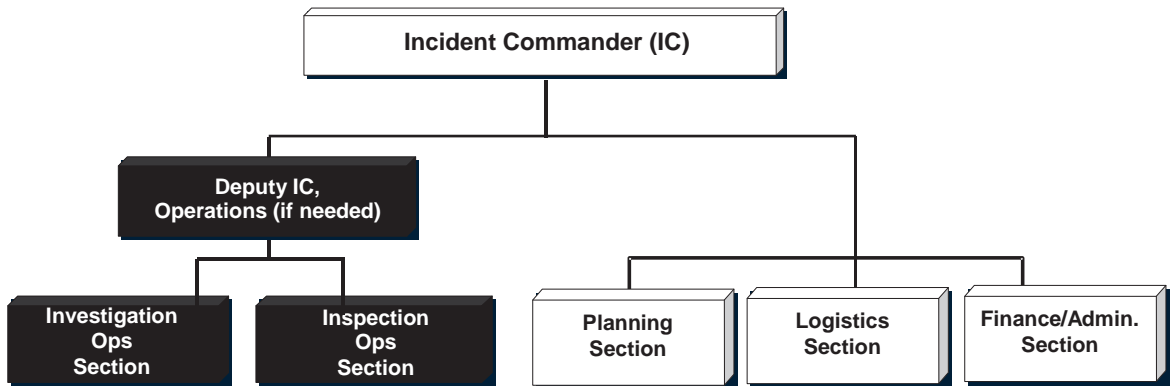 Incident Commander (IC)
Deputy IC,
Operations (if needed)
Investigation
Ops
Section
Inspection
Ops
Section
Planning
Section
Logistics
Section
Finance/Admin.
Section